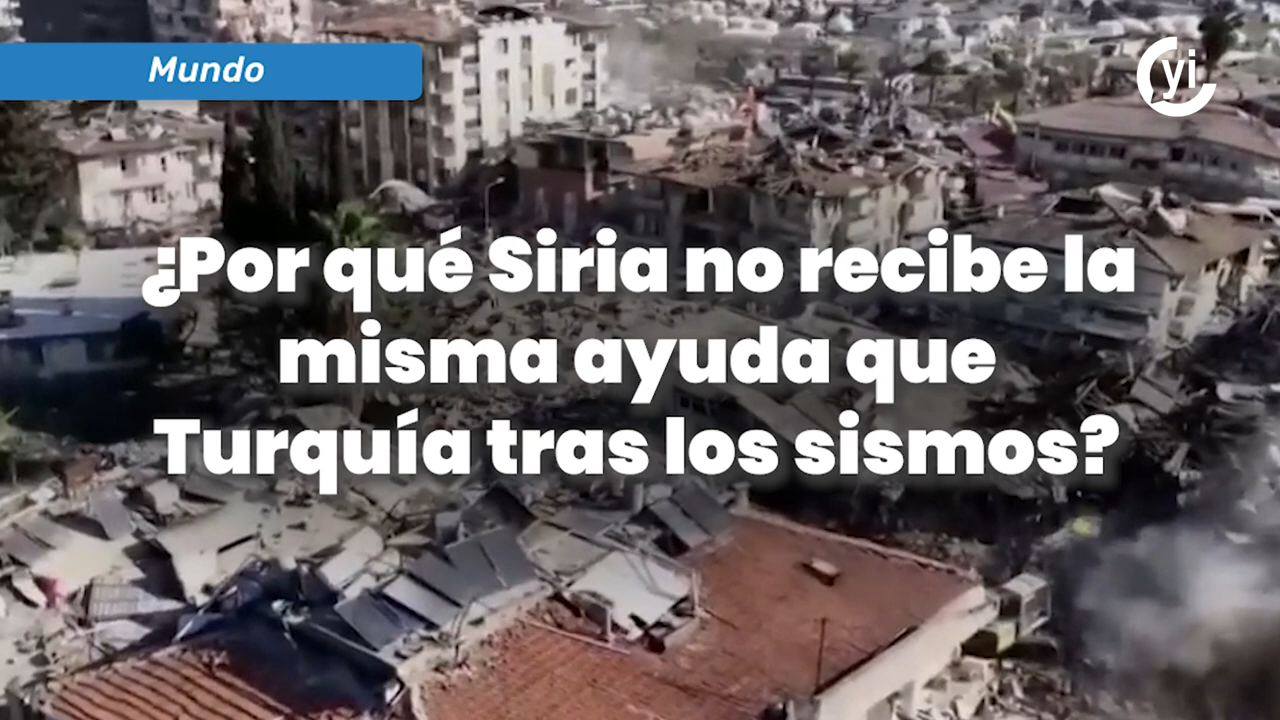 Mundo
yi
¿Por qué Siria no recibe la
misma ayuda que
Turquía tras los sismos?